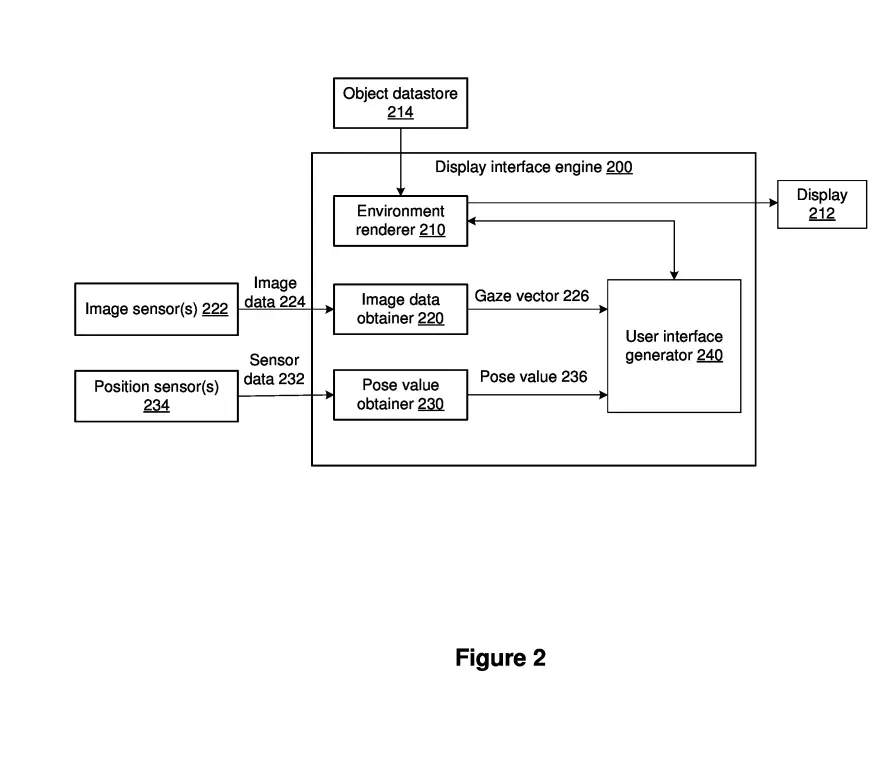 Object datastore
214
Display interface engine 200
Environment
renderer 210
Display
212
Image sensor(s) 222
Image
data 224
Image data
obtainer 220
Gaze vector 226
User interface
generator 240
Position sensor(s)
234
Sensor
data 232
Pose value
obtainer 230
Pose value 236
Figure 2